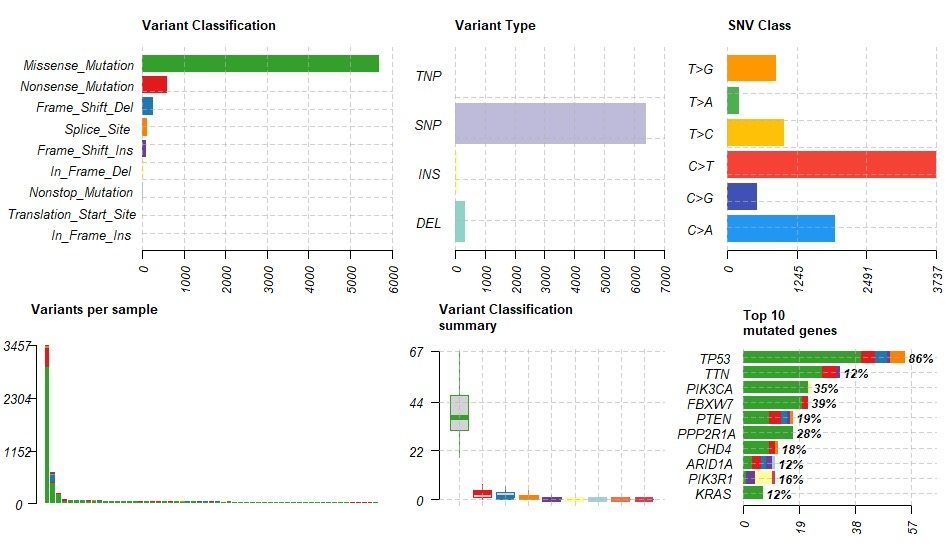 Variant Classification
Missense_Mutation
Nonsense_Mutation
Frame_Shift_Del
Splice_Site
Frame_Shift_Ins
In_Frame_Del
Nonstop_Mutation
Translation_Start_Site
In_Frame_Ins
0 1000 2000 3000 4000 5000 6000
Variant Type
TNP
SNP
INS
DEL
0 1000 2000 3000 4000 5000 6000 7000
SNV Class
T>G
T>A
T>C
C>T
C>G
C>A
0 1245 2491 3737
Variants per sample
3457
2304
1152
0
Variant Classification
summary
67
44
22
0
Top 10
mutated genes
TP53 86%
TTN 12%
PIK3CA 35%
FBXW7 39%
PTEN 19%
PPP2R1A 28%
CHD4 18%
ARID1A 12%
PIK3R1 16%
KRAS 12%
0 19 38 57